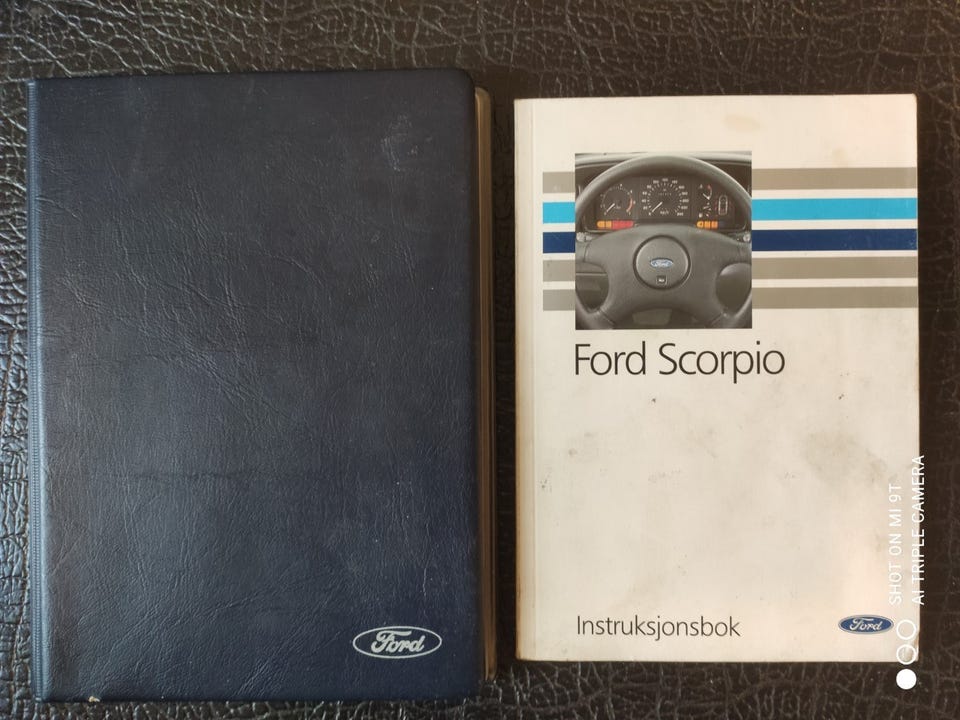 Ford
Ford
Ford Scorpio
Instruksjonsbok
Ford
SHOT ON MI 9T
AI TRIPLE CAMERA